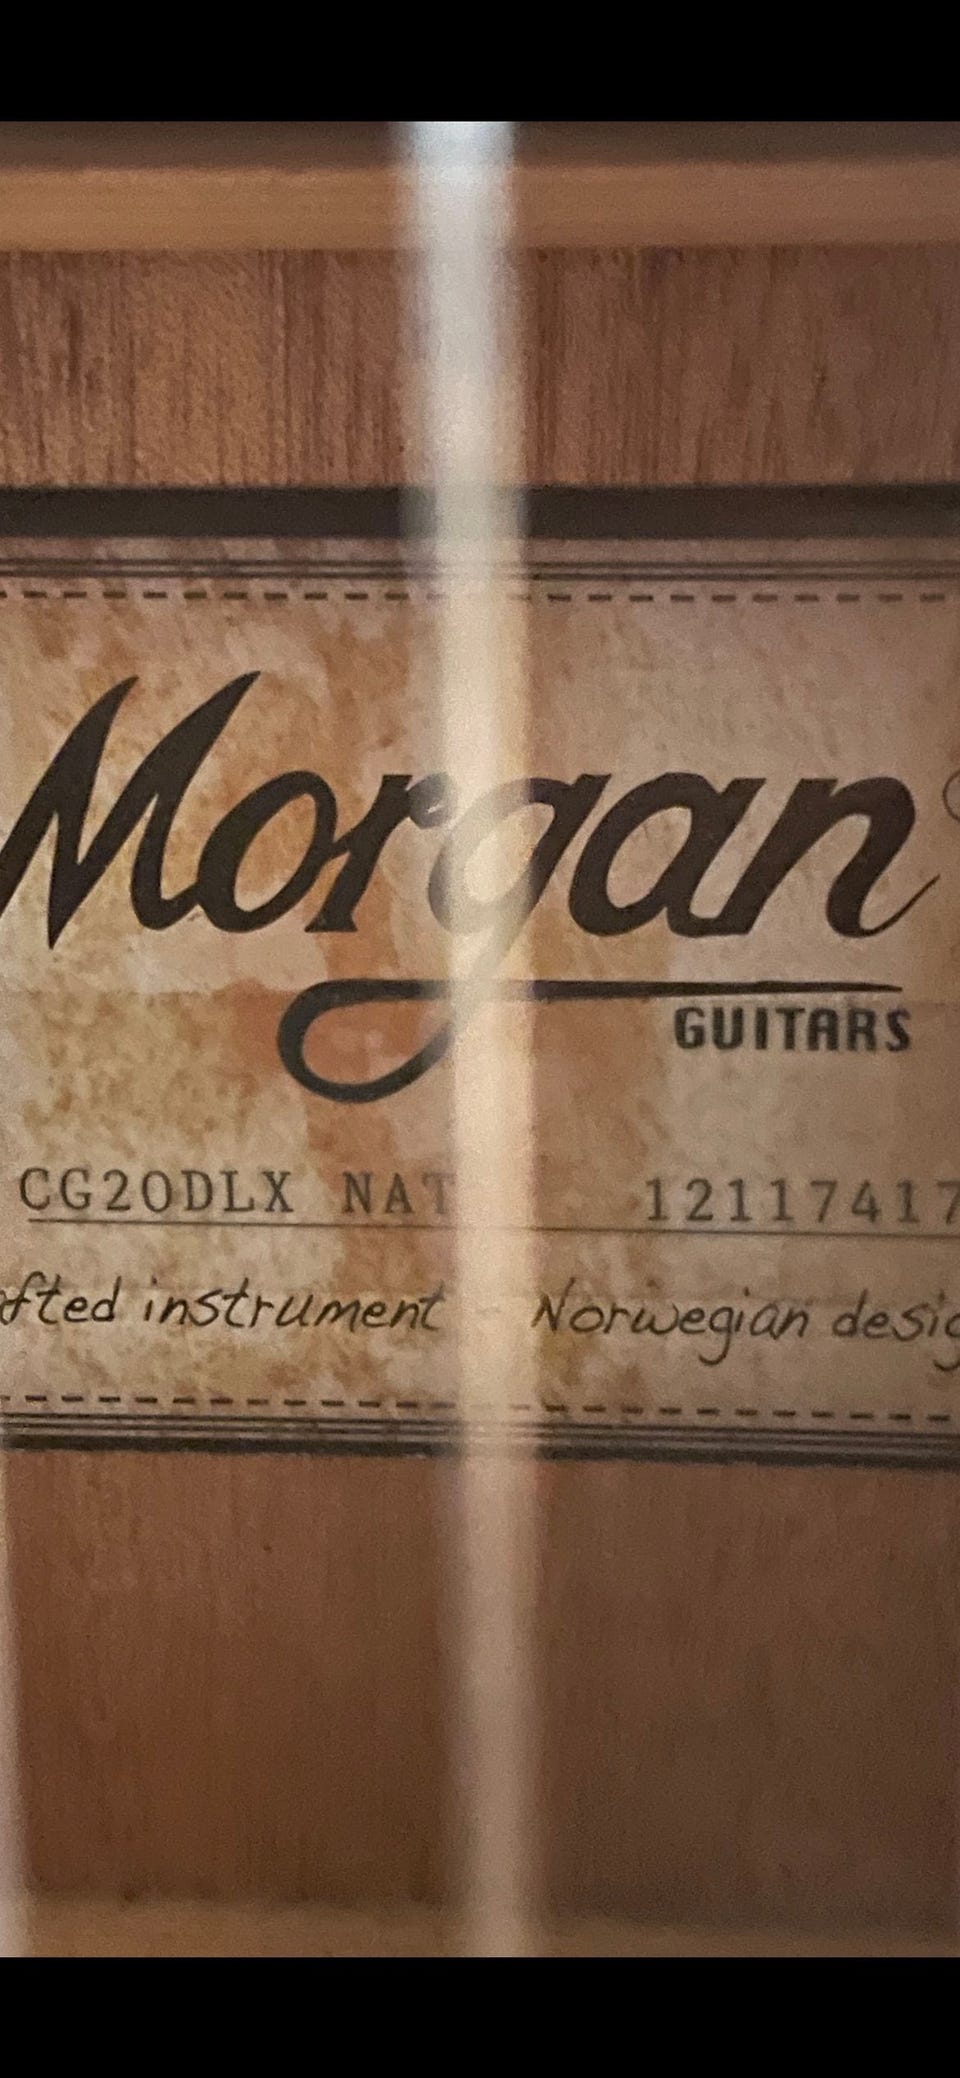 Morgan
GUITARS
CG20DLX NAT 12117417
instrument - Norwegian